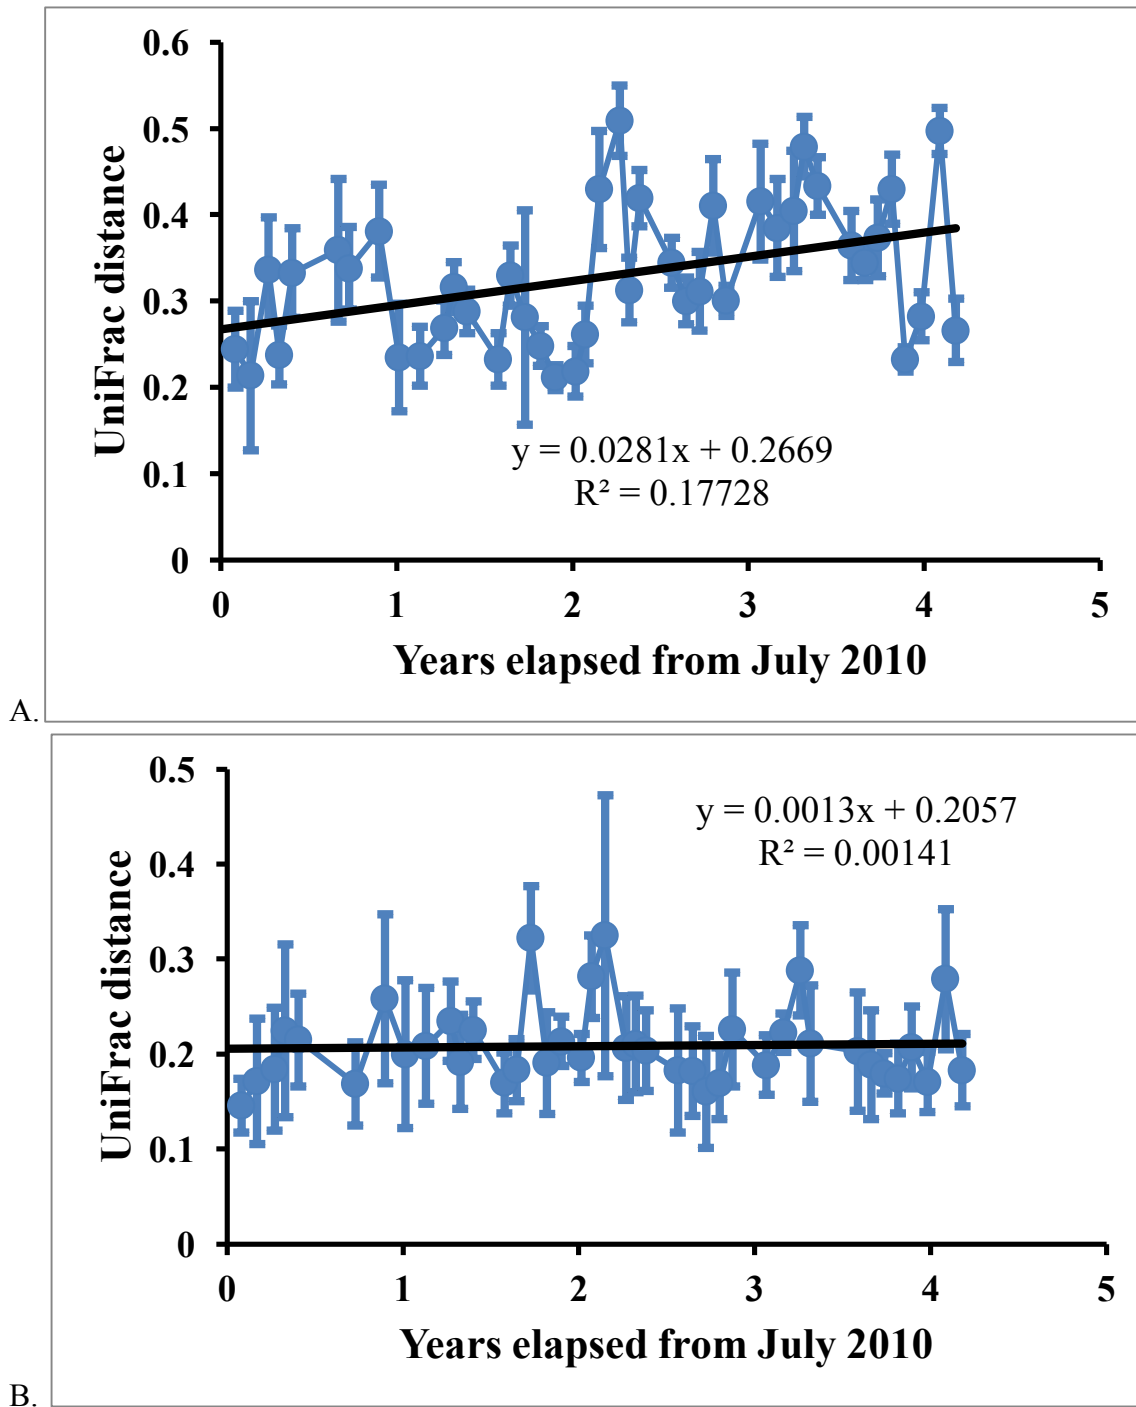 0.6
0.5
0.4
0.3
0.2
0.1
0
UniFrac distance
y = 0.0281x + 0.2669
R² = 0.17728
0 1 2 3 4 5
Years elapsed from July 2010
A.
0.5
0.4
0.3
0.2
0.1
0
UniFrac distance
y = 0.0013x + 0.2057
R² = 0.00141
0 1 2 3 4 5
Years elapsed from July 2010
B.